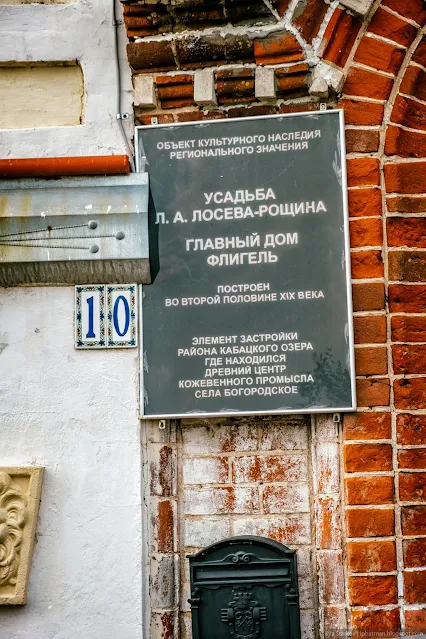 ОБЪЕКТ КУЛЬТУРНОГО НАСЛЕДИЯ
РЕГИОНАЛЬНОГО ЗНАЧЕНИЯ
УСАДЬБА
Л. А. ЛОСЕВА-РОЩИНА
ГЛАВНЫЙ ДОМ
ФЛИГЕЛЬ
ПОСТРОЕН
ВО ВТОРОЙ ПОЛОВИНЕ XIX ВЕКА
ЭЛЕМЕНТ ЗАСТРОЙКИ
РАЙОНА КАБАЦКОГО ОЗЕРА
ГДЕ НАХОДИЛСЯ
ДРЕВНИЙ ЦЕНТР
КОЖЕВЕННОГО ПРОМЫСЛА
СЕЛА БОГОРОДСКОЕ
10